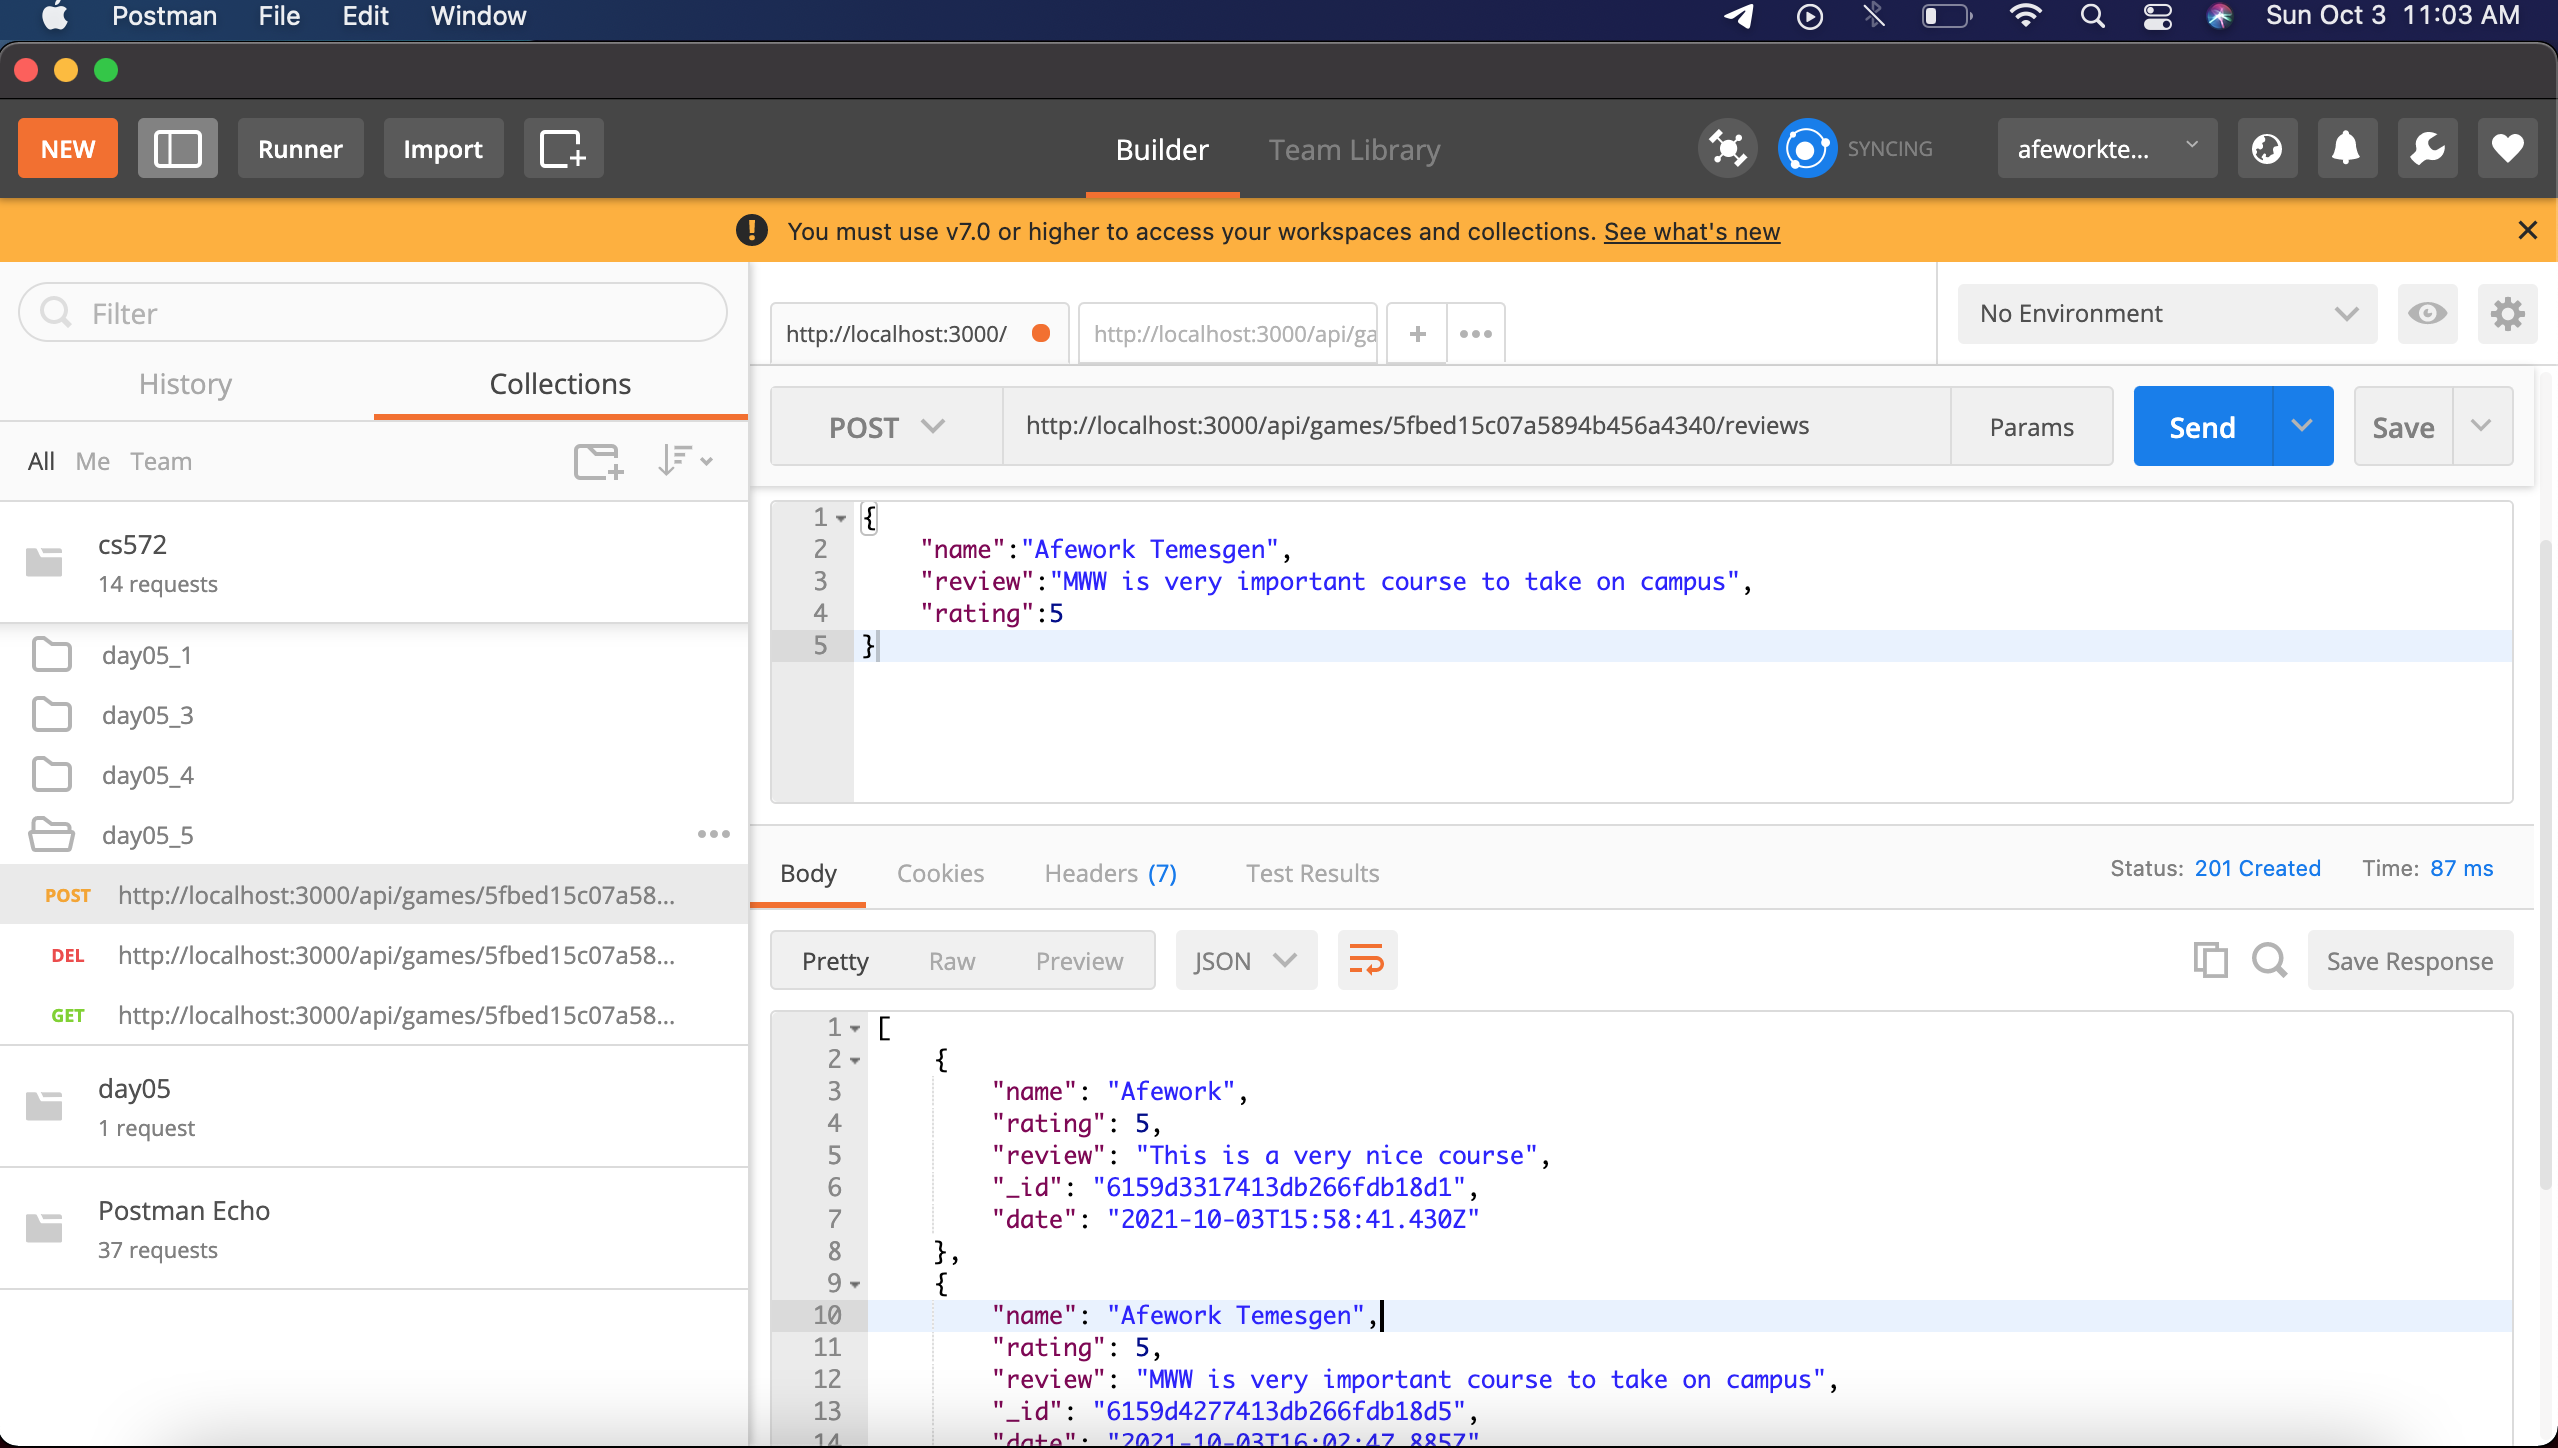 Postman File Edit Window Sun Oct 3 11:03 AM
NEW Runner Import Builder Team Library SYNCING afeworkte...
You must use v7.0 or higher to access your workspaces and collections. See what's new
Filter
http://localhost:3000/ http://localhost:3000/api/ga + No Environment
History Collections
POST http://localhost:3000/api/games/5fbed15c07a5894b456a4340/reviews Params Send Save
All Me Team
cs572
14 requests
day05_1
day05_3
day05_4
day05_5
POST http://localhost:3000/api/games/5fbed15c07a58...
DEL http://localhost:3000/api/games/5fbed15c07a58...
GET http://localhost:3000/api/games/5fbed15c07a58...
day05
1 request
Postman Echo
37 requests
1 {
2 "name":"Afework Temesgen",
3 "review":"MWW is very important course to take on campus",
4 "rating":5
5 }
Body Cookies Headers (7) Test Results Status: 201 Created Time: 87 ms
Pretty Raw Preview JSON Save Response
1 [
2 {
3 "name": "Afework",
4 "rating": 5,
5 "review": "This is a very nice course",
6 "_id": "6159d3317413db266fdb18d1",
7 "date": "2021-10-03T15:58:41.430Z"
8 },
9 {
10 "name": "Afework Temesgen",
11 "rating": 5,
12 "review": "MWW is very important course to take on campus",
13 "_id": "6159d4277413db266fdb18d5",
14 "date": "2021-10-03T16:02:47.885Z"